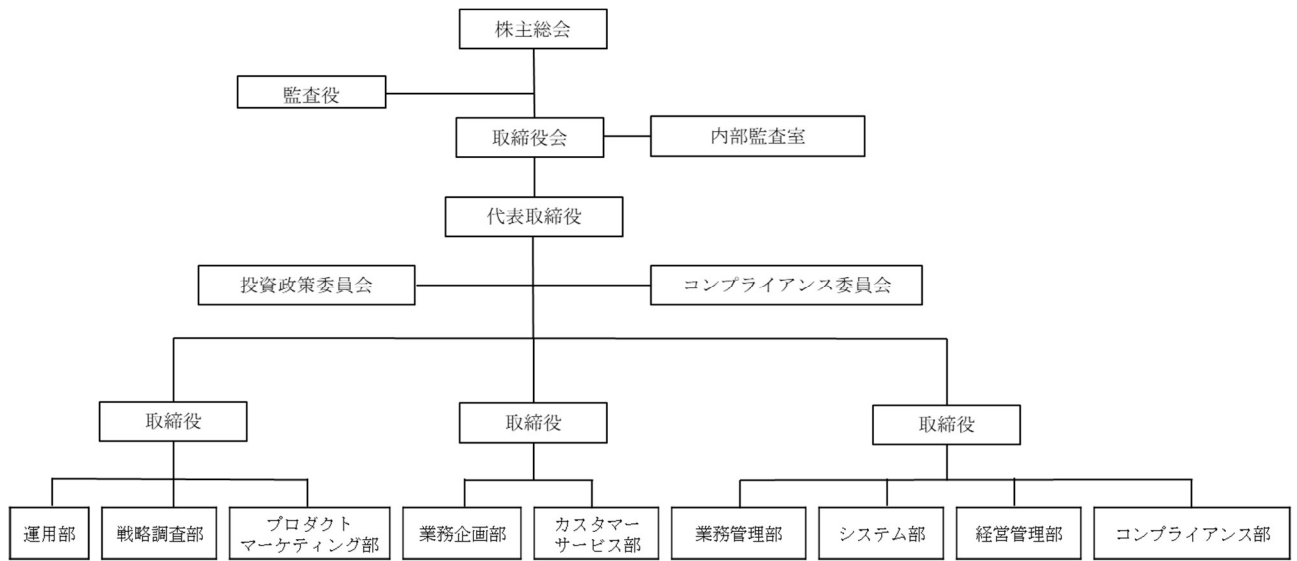 株主総会
監査役
取締役会
内部監査室
代表取締役
投資政策委員会
コンプライアンス委員会
取締役
取締役
取締役
運用部
戦略調査部
プロダクト
マーケティング部
業務企画部
カスタマー
サービス部
業務管理部
システム部
経営管理部
コンプライアンス部